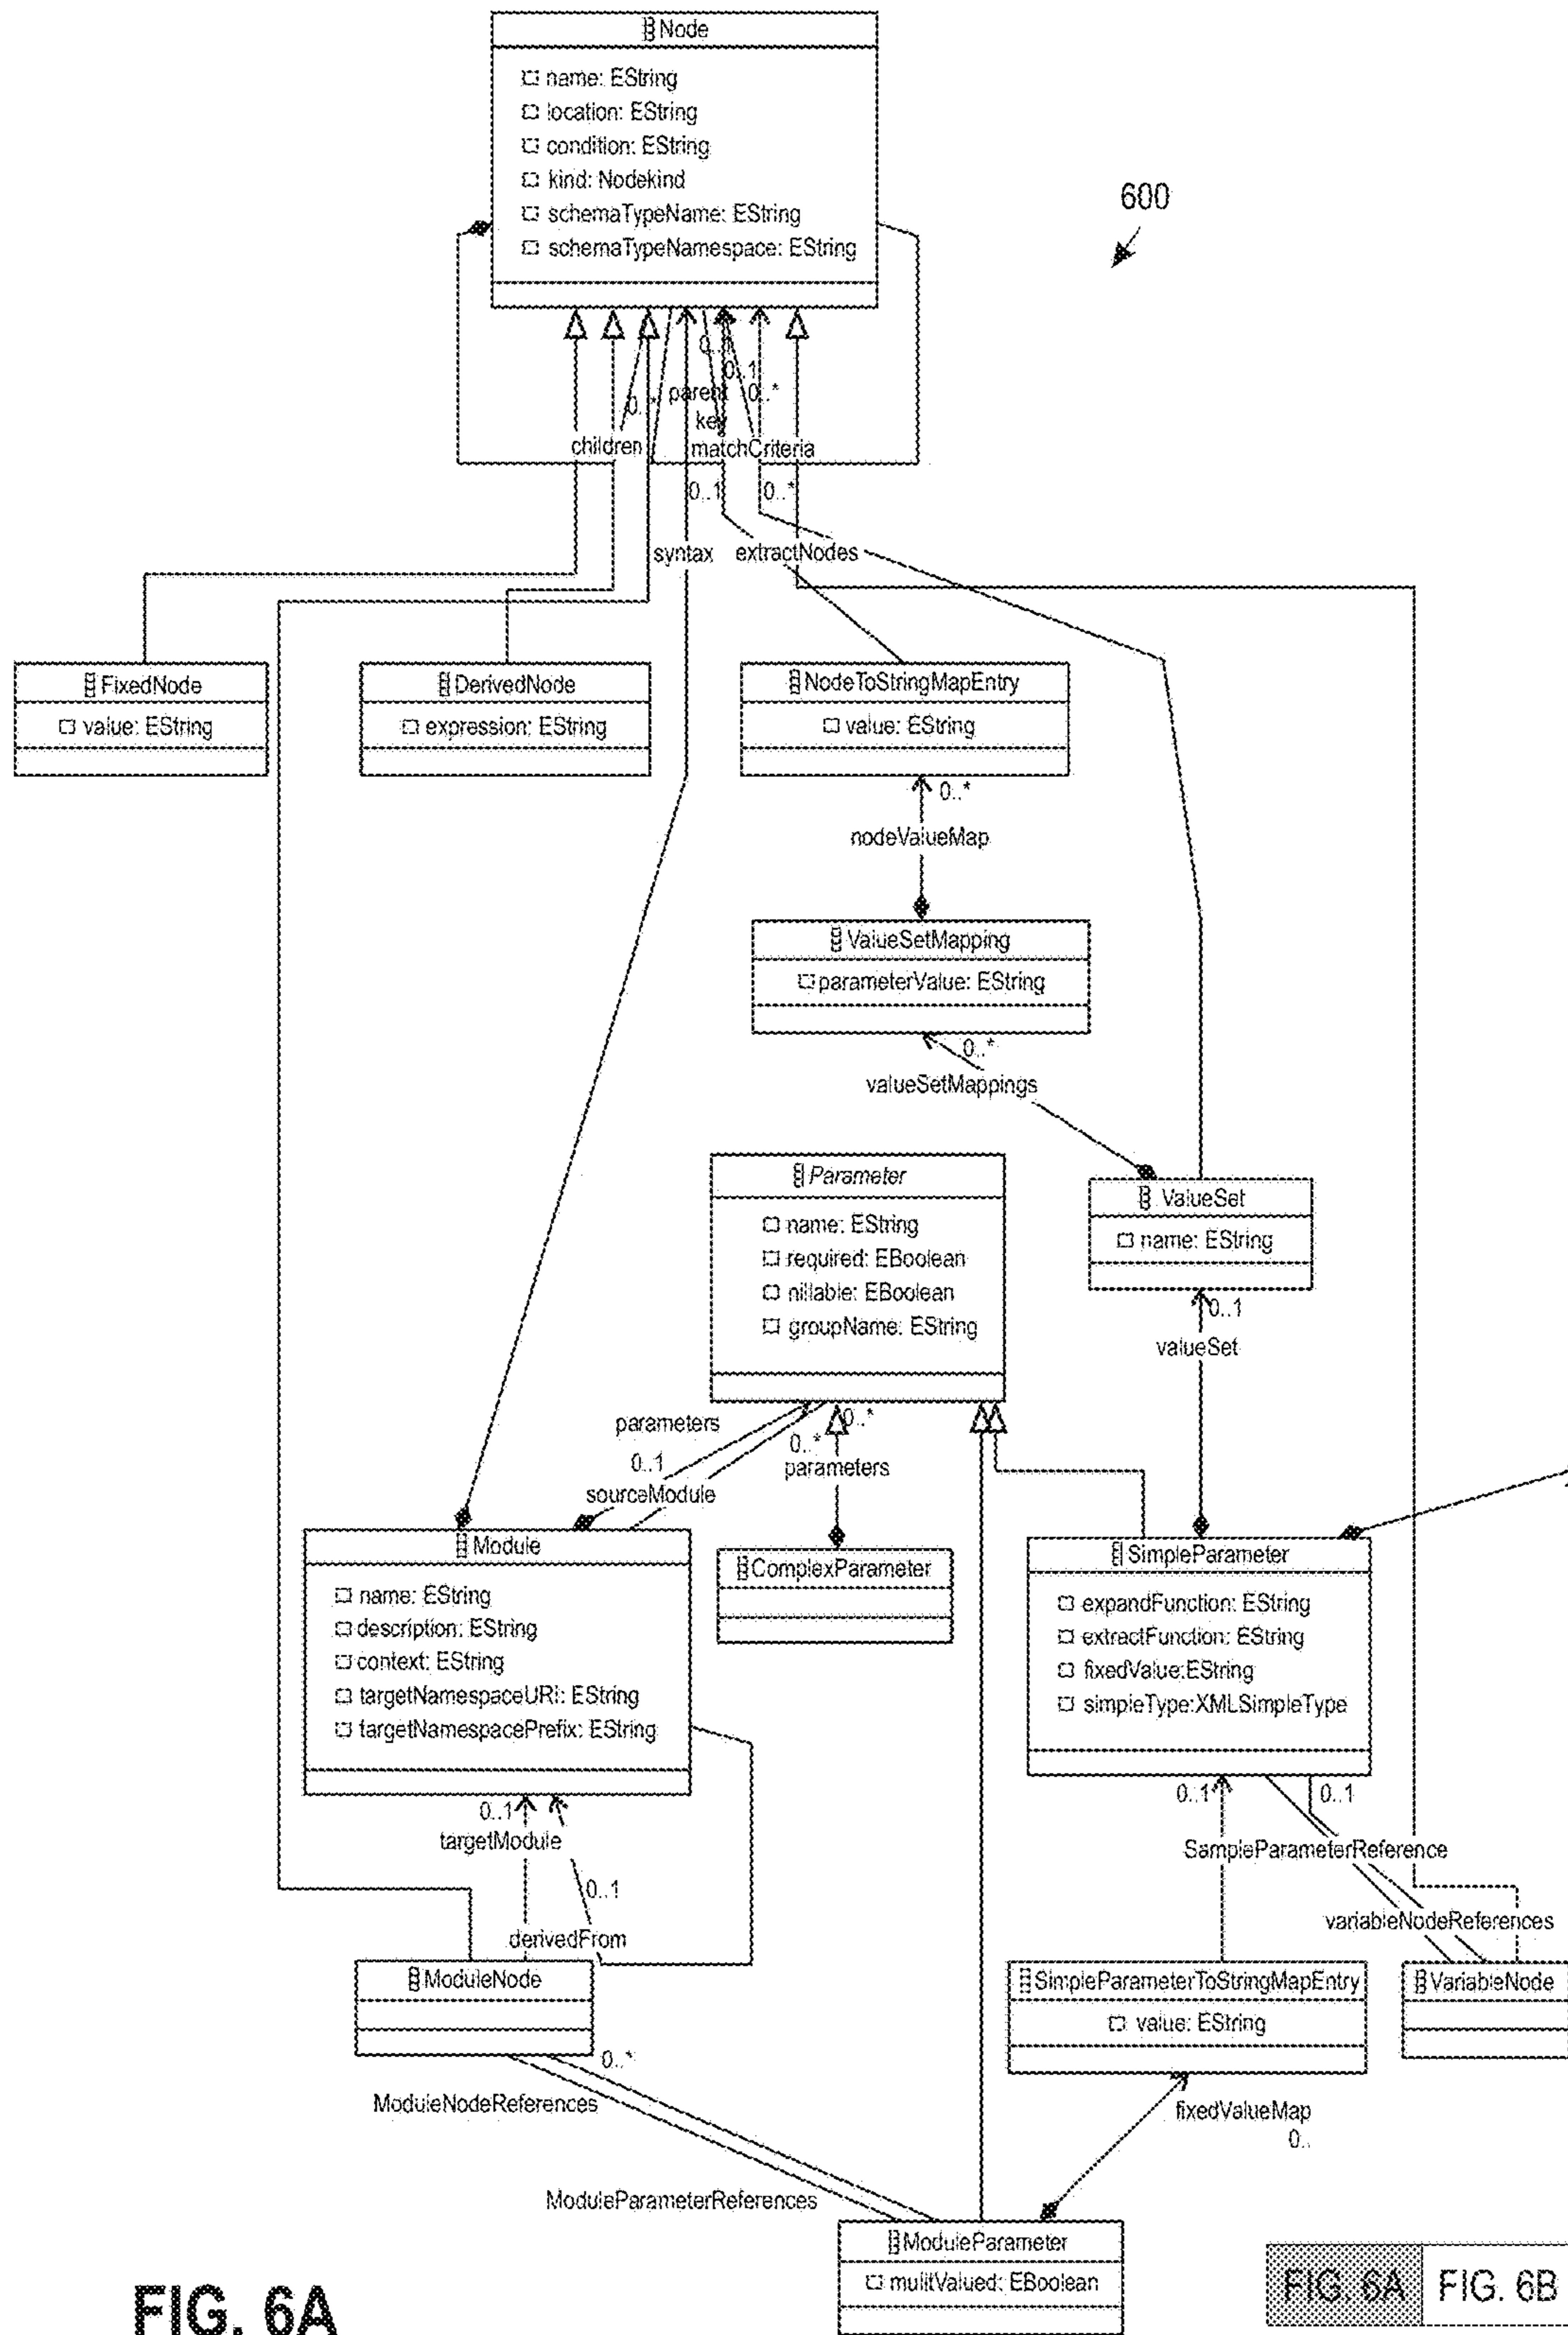 Node
name: EString
location: EString
condition: EString
kind: Nodekind
schemaTypeName: EString
schemaTypeNamespace: EString
600
0..1
0..*
parent
0..*
key
children
matchCriteria
0..1
0..*
syntax
extractNodes
FixedNode
value: EString
DerivedNode
expression: EString
NodeToStringMapEntry
value: EString
0..*
nodeValueMap
ValueSetMapping
parameterValue: EString
0..*
valueSetMappings
Parameter
name: EString
required: EBoolean
nillable: EBoolean
groupName: EString
ValueSet
name: EString
0..1
valueSet
parameters
0..*
0..*
0..1
parameters
sourceModule
Module
name: EString
description: EString
context: EString
targetNamespaceURI: EString
targetNamespacePrefix: EString
ComplexParameter
SimpleParameter
expandFunction: EString
extractFunction: EString
fixedValue:EString
simpleType:XMLSimpleType
0..1
targetModule
0..1
derivedFrom
0..1
0..1
SampleParameterReference
variableNodeReferences
ModuleNode
SimpleParameterToStringMapEntry
value: EString
VariableNode
0..*
ModuleNodeReferences
fixedValueMap
0..
ModuleParameterReferences
ModuleParameter
mulitValued: EBoolean
FIG. 6A
FIG. 6A
FIG. 6B